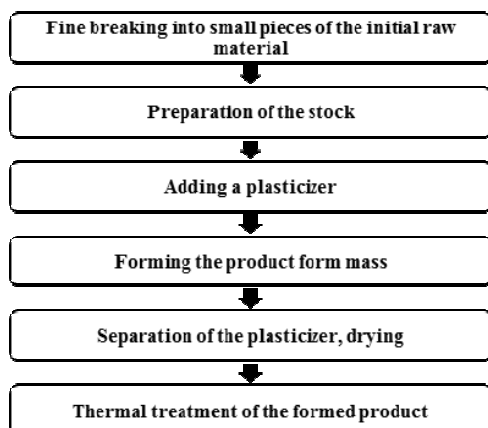 Fine breaking into small pieces of the initial raw
material
Preparation of the stock
Adding a plasticizer
Forming the product form mass
Separation of the plasticizer, drying
Thermal treatment of the formed product